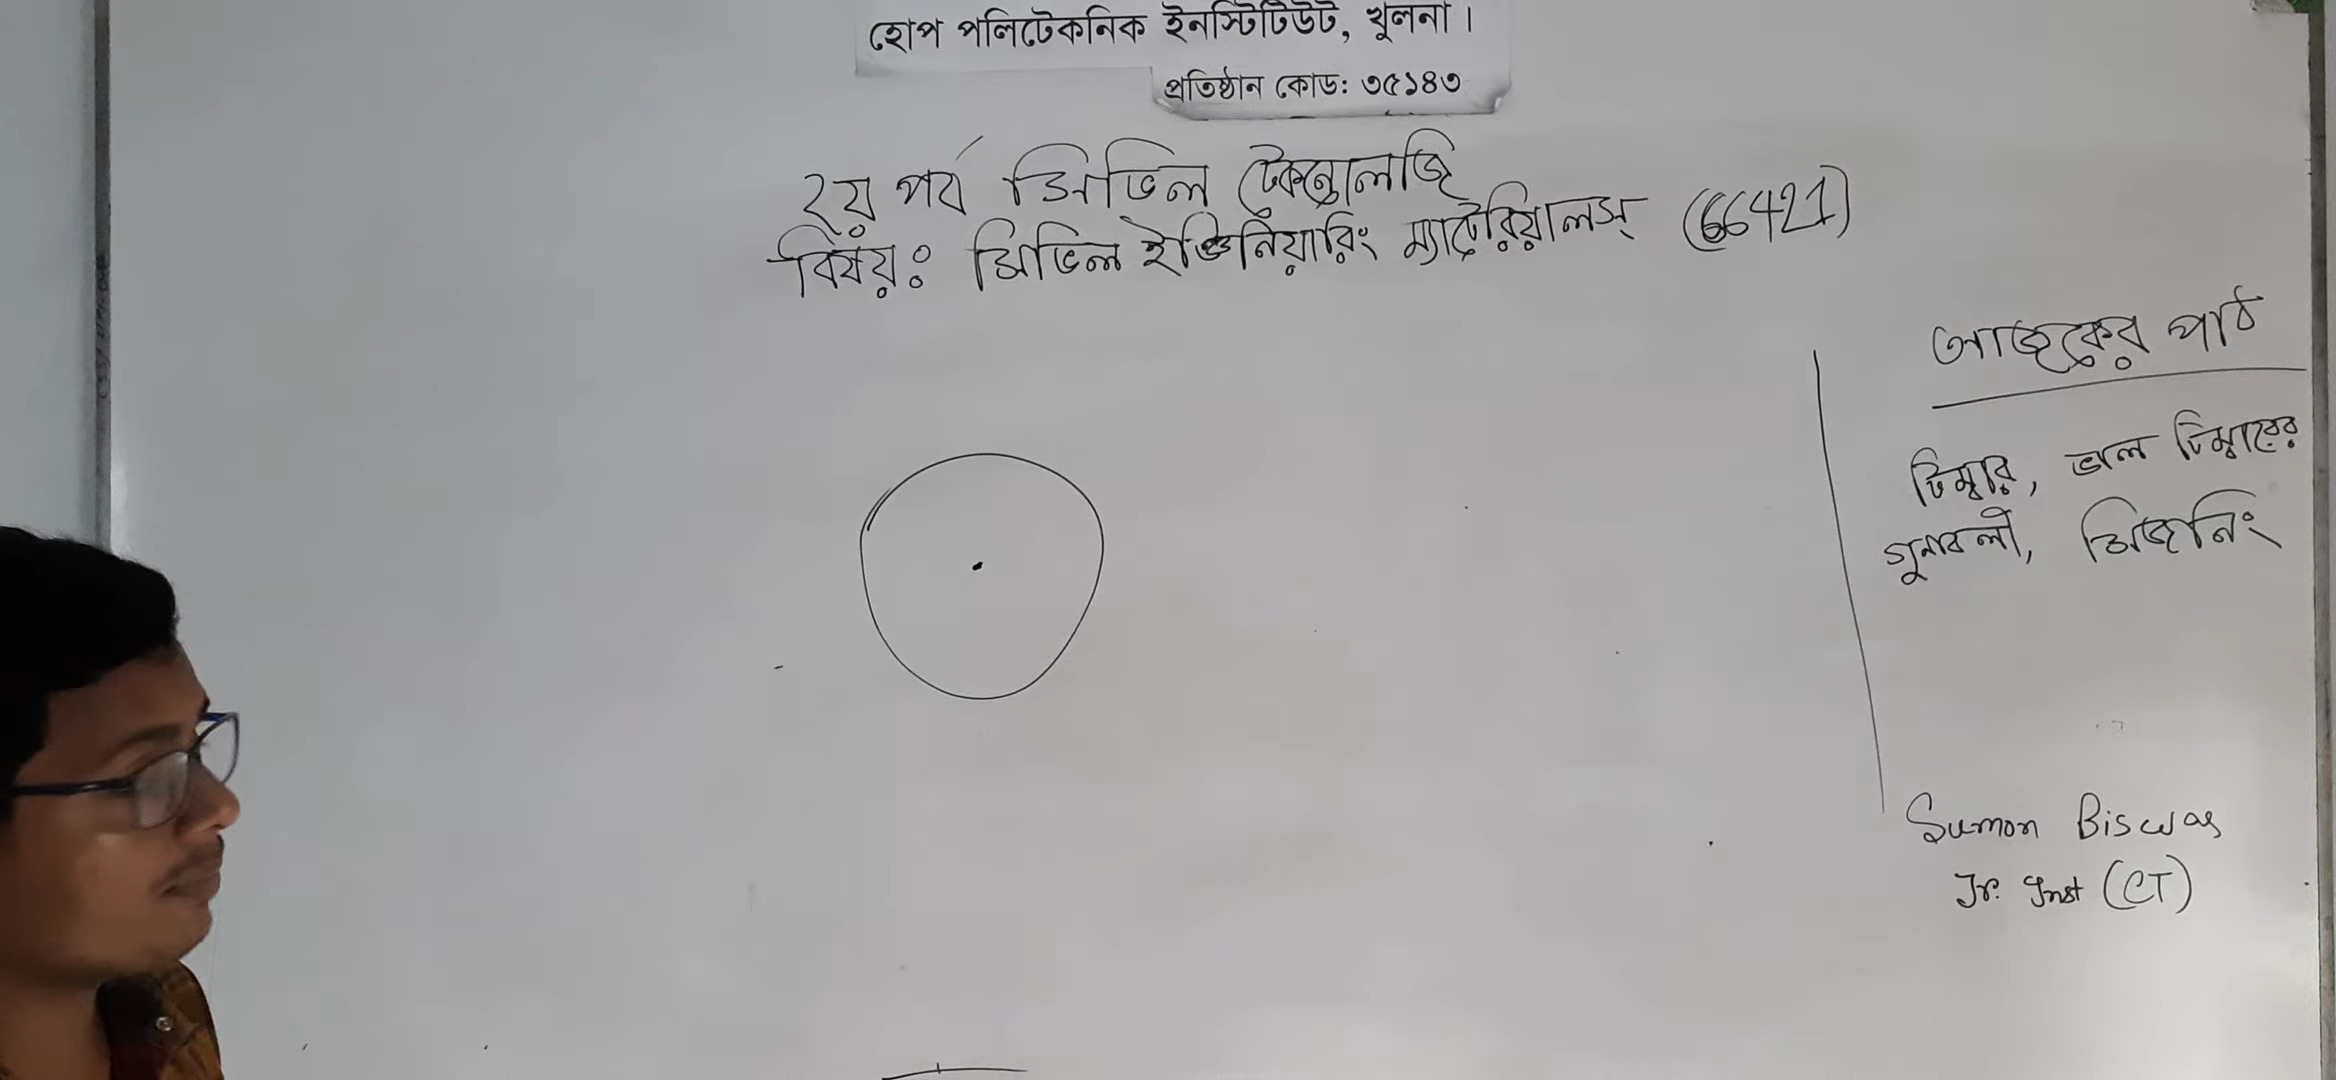 হোপ পলিটেকনিক ইনস্টিটিউট, খুলনা।
প্রতিষ্ঠান কোড: ৩৫১৪৩
২য় পর্ব সিভিল টেকনোলজি
বিষয়ঃ সিভিল ইঞ্জিনিয়ারিং ম্যাটেরিয়ালস্ (66421)
আজকের পাঠ
টিম্বার, ভাল টিম্বারের
গুনাবলী, সিজনিং
Sumon Biswas
Jr. Inst (CT)